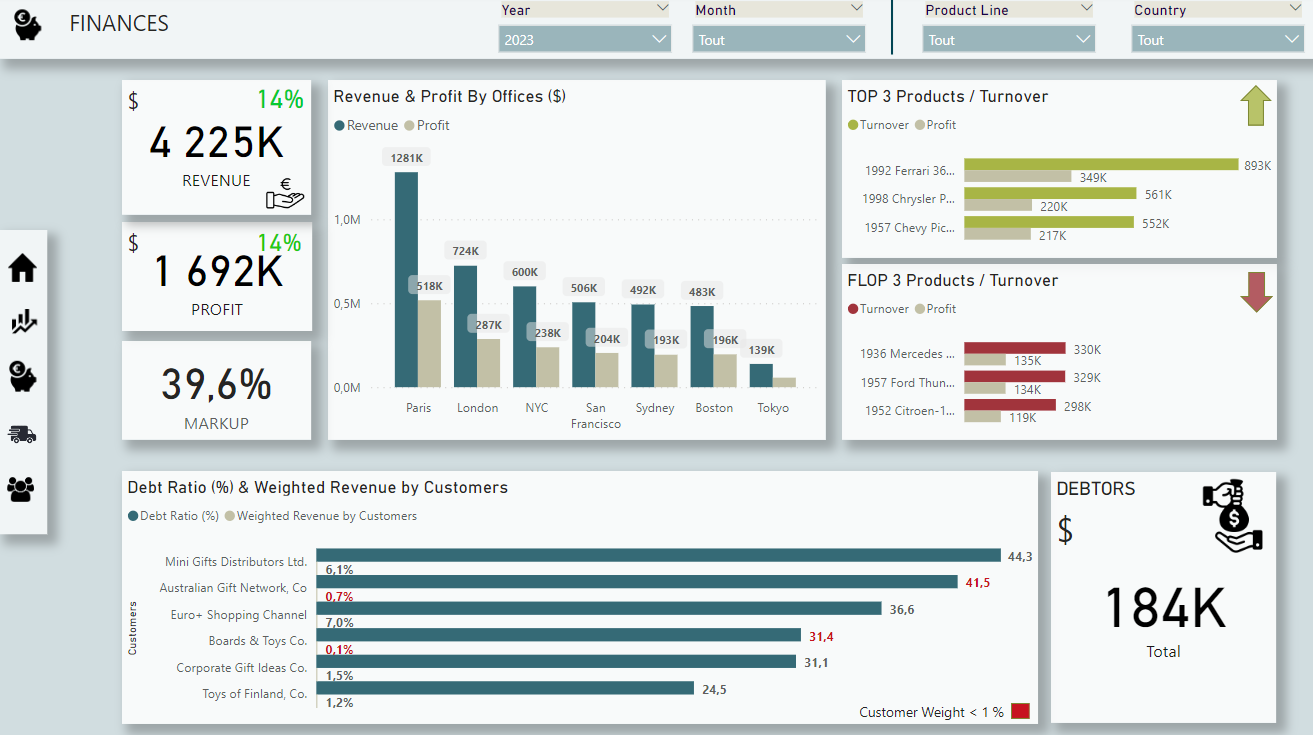 FINANCES
Year
2023
Month
Tout
Product Line
Tout
Country
Tout
$
14%
4 225K
REVENUE
€
$
14%
1 692K
PROFIT
39,6%
MARKUP
Revenue & Profit By Offices ($)
Revenue Profit
1281K
1,0M
724K
600K
0,5M
518K
506K
492K
483K
287K
238K
204K
193K
196K
139K
0,0M
Paris
London
NYC
San Francisco
Sydney
Boston
Tokyo
TOP 3 Products / Turnover
Turnover Profit
1992 Ferrari 36...
893K
349K
1998 Chrysler P...
561K
220K
1957 Chevy Pic...
552K
217K
FLOP 3 Products / Turnover
Turnover Profit
1936 Mercedes ...
330K
135K
1957 Ford Thun...
329K
134K
1952 Citroen-1...
298K
119K
Debt Ratio (%) & Weighted Revenue by Customers
Debt Ratio (%) Weighted Revenue by Customers
Customers
Mini Gifts Distributors Ltd.
44,3
6,1%
Australian Gift Network, Co
41,5
0,7%
Euro+ Shopping Channel
36,6
7,0%
Boards & Toys Co.
31,4
0,1%
Corporate Gift Ideas Co.
31,1
1,5%
Toys of Finland, Co.
24,5
1,2%
Customer Weight < 1 %
DEBTORS
$
$
184K
Total